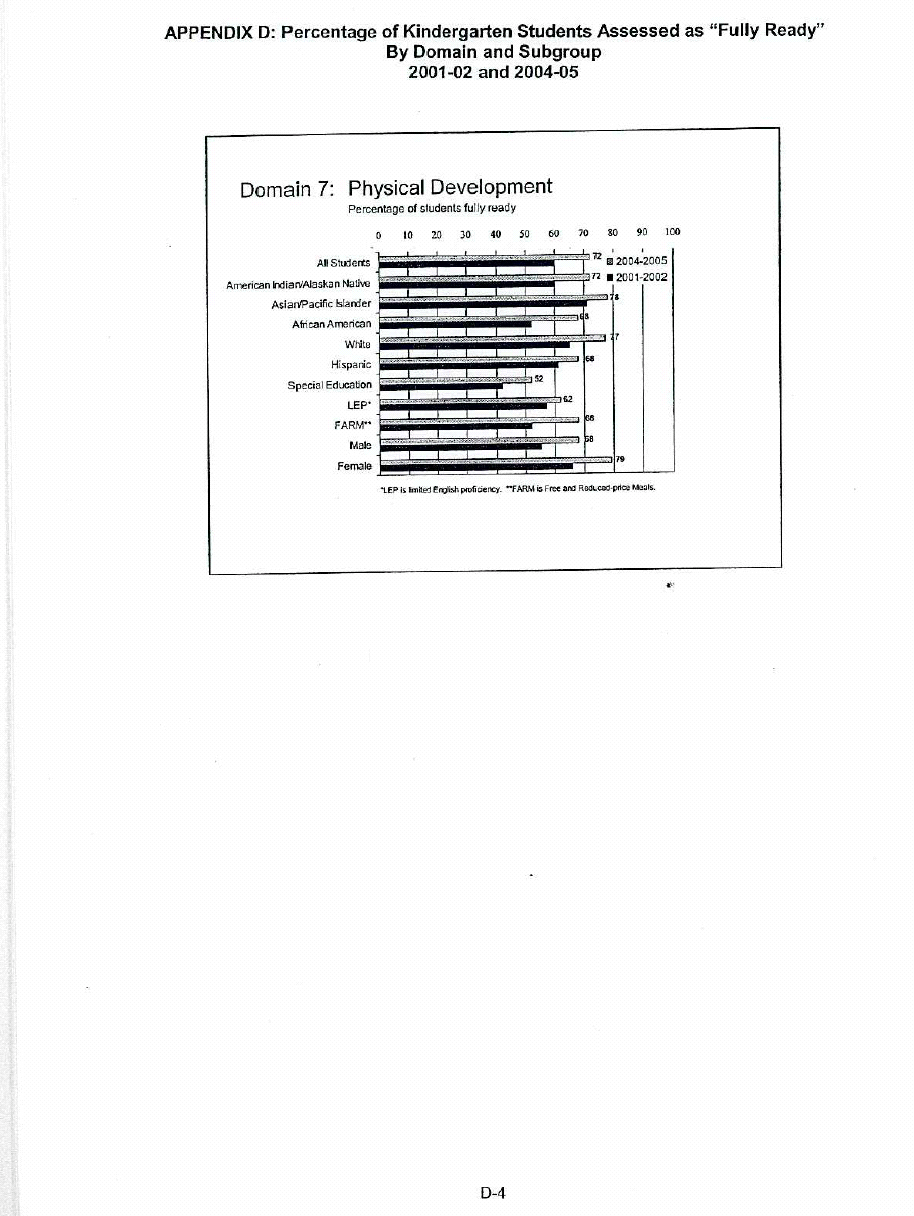 APPENDIX D: Percentage of Kindergarten Students Assessed as "Fully Ready"
By Domain and Subgroup
2001-02 and 2004-05
Domain 7: Physical Development
Percentage of students fully ready
0 10 20 30 40 50 60 70 80 90 100
All Students 72 2004-2005
American Indian/Alaskan Native 72 2001-2002
Asian/Pacific Islander 78
African American 68
White 77
Hispanic 68
Special Education 52
LEP* 62
FARM** 68
Male 68
Female 79
*LEP is limited English proficiency. **FARM is Free and Reduced-price Meals.
D-4